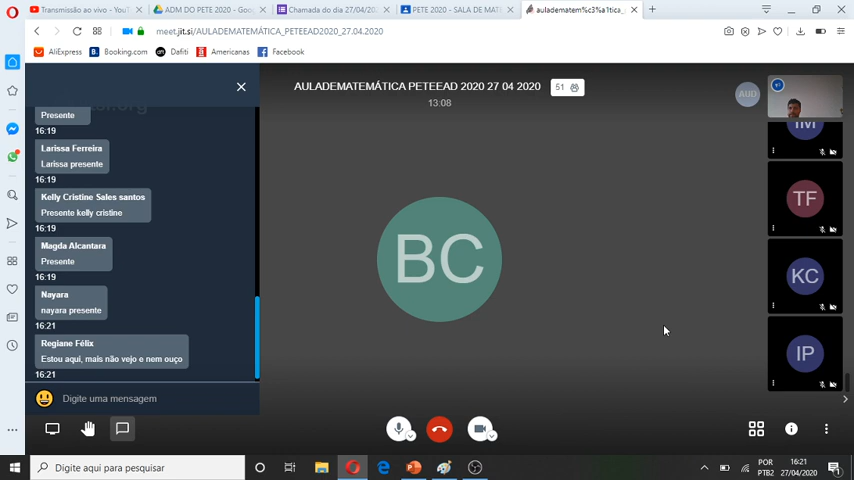 Transmissão ao vivo - YouT
ADM DO PETE 2020 - Goog
Chamada do dia 27/04/202
PETE 2020 - SALA DE MATE
auladematem%c3%a1tica_
meet.jit.si/AULADEMATEMÁTICA_PETEEAD2020_27.04.2020
AliExpress
Booking.com
Dafiti
Americanas
Facebook
Presente
16:19
Larissa Ferreira
Larissa presente
16:19
Kelly Cristine Sales santos
Presente kelly cristine
16:19
Magda Alcantara
Presente
16:19
Nayara
nayara presente
16:21
Regiane Félix
Estou aqui, mais não vejo e nem ouço
16:21
Digite uma mensagem
AULADEMATEMÁTICA PETEEAD 2020 27 04 2020
51
13:08
BC
AUD
TF
KC
IP
Digite aqui para pesquisar
POR
PTB2
16:21
27/04/2020